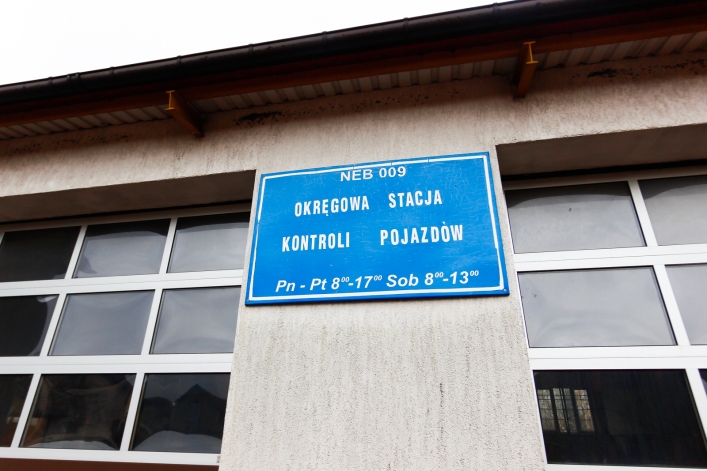 NEB 009
OKRĘGOWA STACJA
KONTROLI POJAZDÓW
Pn - Pt 8⁰⁰-17⁰⁰ Sob 8⁰⁰-13⁰⁰